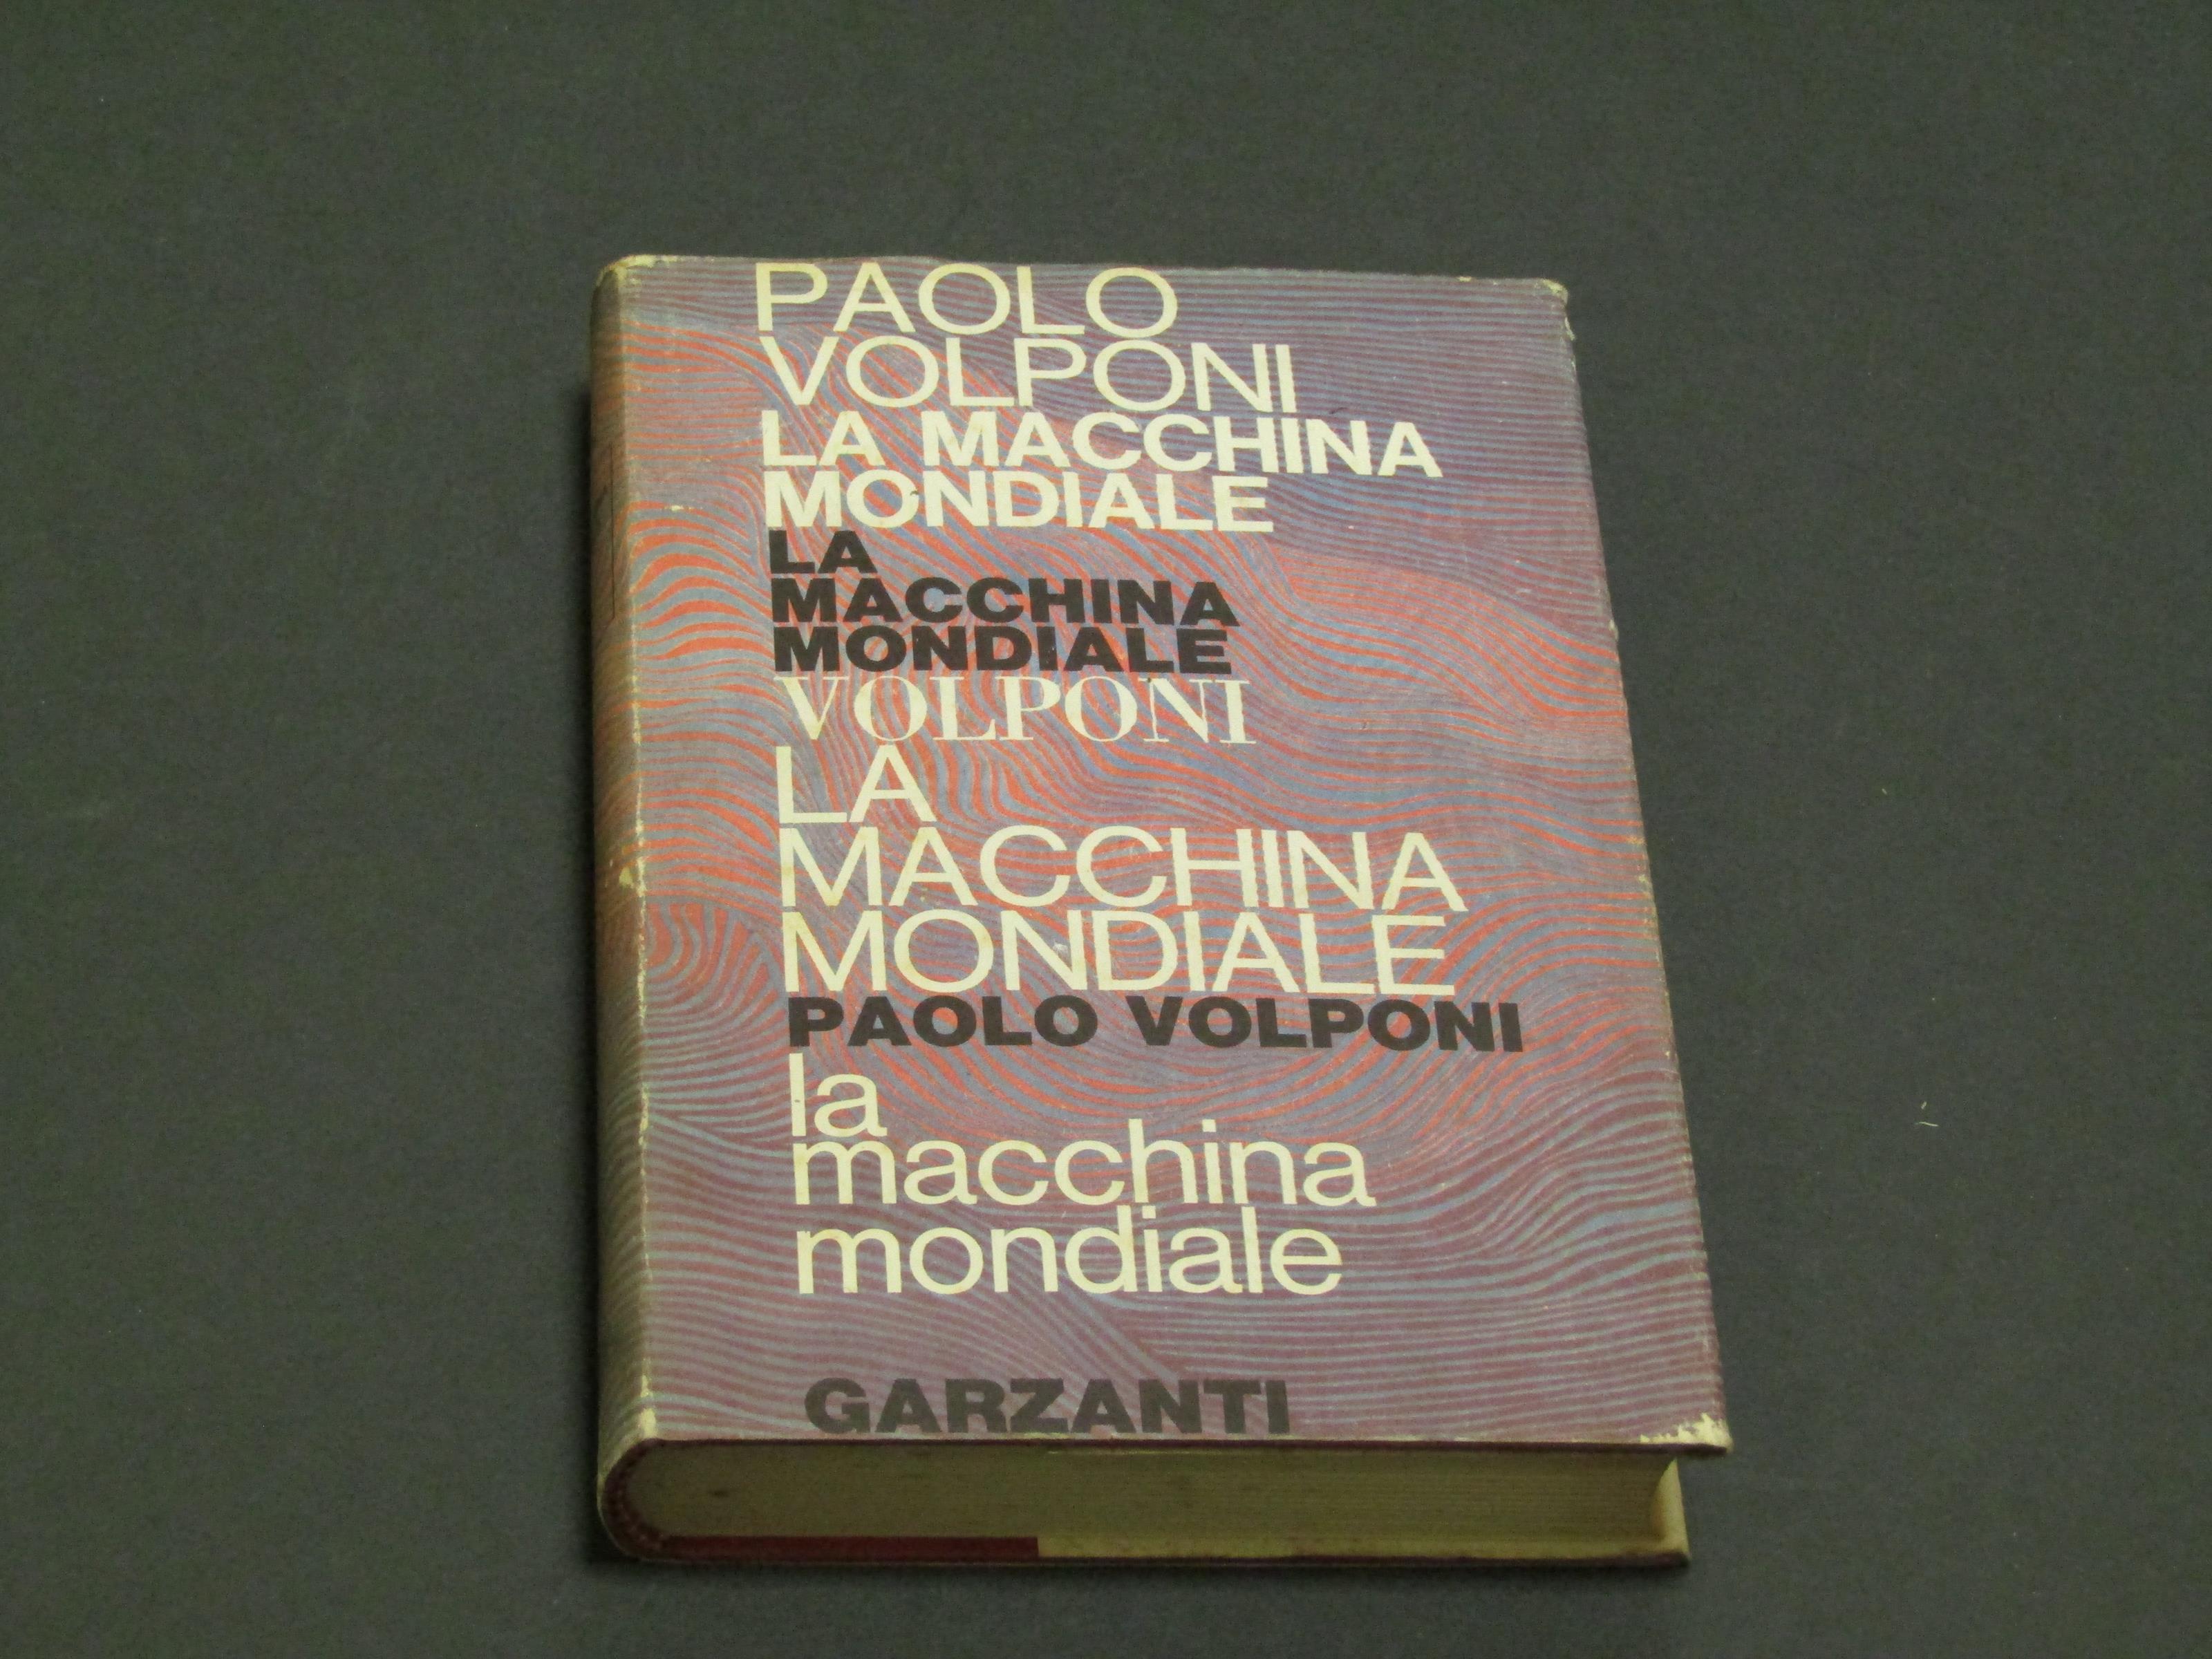 PAOLO
VOLPONI
LA MACCHINA
MONDIALE
LA
MACCHINA
MONDIALE
VOLPONI
LA
MACCHINA
MONDIALE
PAOLO VOLPONI
la
macchina
mondiale
GARZANTI